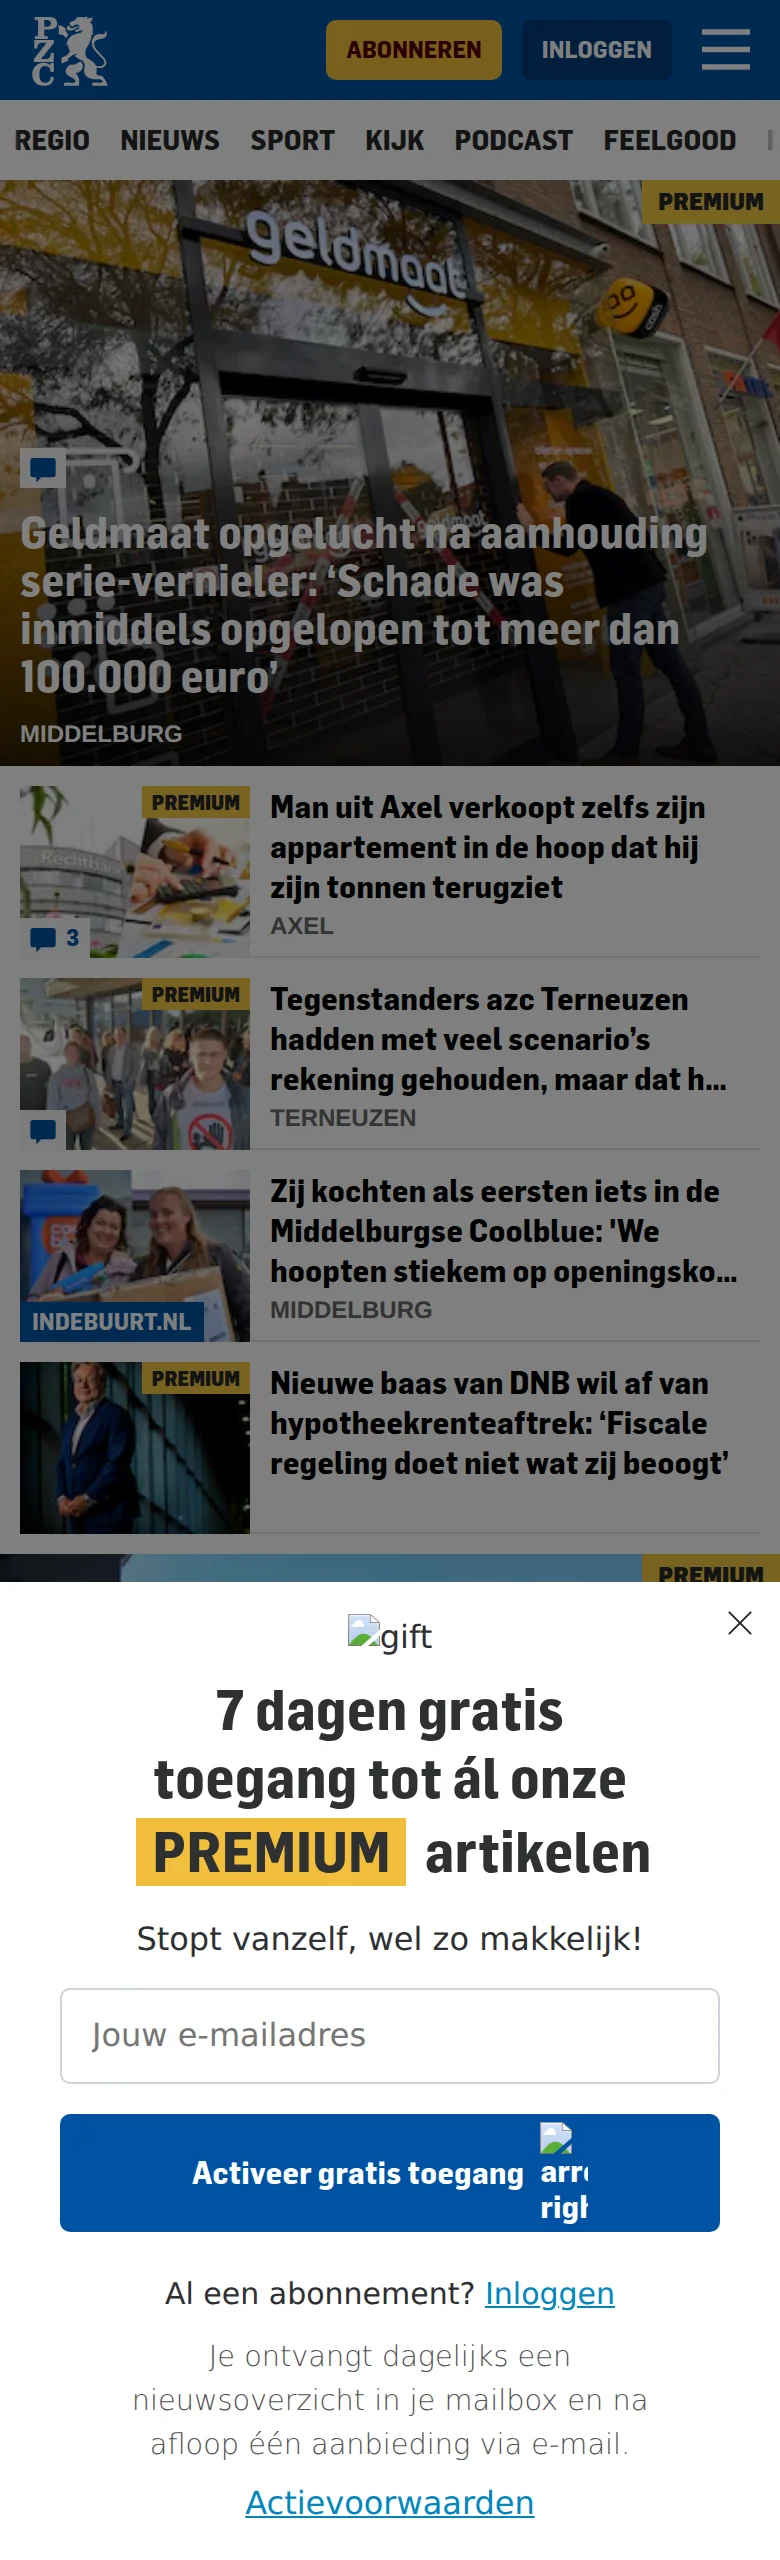 PZC
ABONNEREN
INLOGGEN
REGIO NIEUWS SPORT KIJK PODCAST FEELGOOD
PREMIUM
geldmaat
cash
Geldmaat opgelucht na aanhouding
serie-vernieler: ‘Schade was
inmiddels opgelopen tot meer dan
100.000 euro’
MIDDELBURG
PREMIUM
Rechtbank
3
Man uit Axel verkoopt zelfs zijn
appartement in de hoop dat hij
zijn tonnen terugziet
AXEL
PREMIUM
Tegenstanders azc Terneuzen
hadden met veel scenario’s
rekening gehouden, maar dat h...
TERNEUZEN
INDEBUURT.NL
Zij kochten als eersten iets in de
Middelburgse Coolblue: 'We
hoopten stiekem op openingsko...
MIDDELBURG
PREMIUM
Nieuwe baas van DNB wil af van
hypotheekrenteaftrek: ‘Fiscale
regeling doet niet wat zij beoogt’
PREMIUM
gift
7 dagen gratis
toegang tot ál onze
PREMIUM artikelen
Stopt vanzelf, wel zo makkelijk!
Jouw e-mailadres
Activeer gratis toegang
Al een abonnement? Inloggen
Je ontvangt dagelijks een
nieuwsoverzicht in je mailbox en na
afloop één aanbieding via e-mail.
Actievoorwaarden